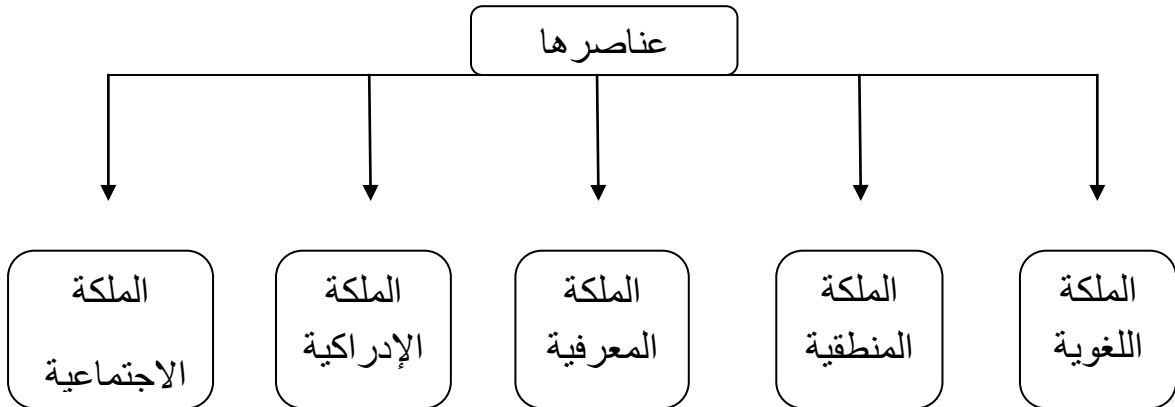 عناصرها
الملكة
اللغوية
الملكة
المنطقية
الملكة
المعرفية
الملكة
الإدراكية
الملكة
الاجتماعية